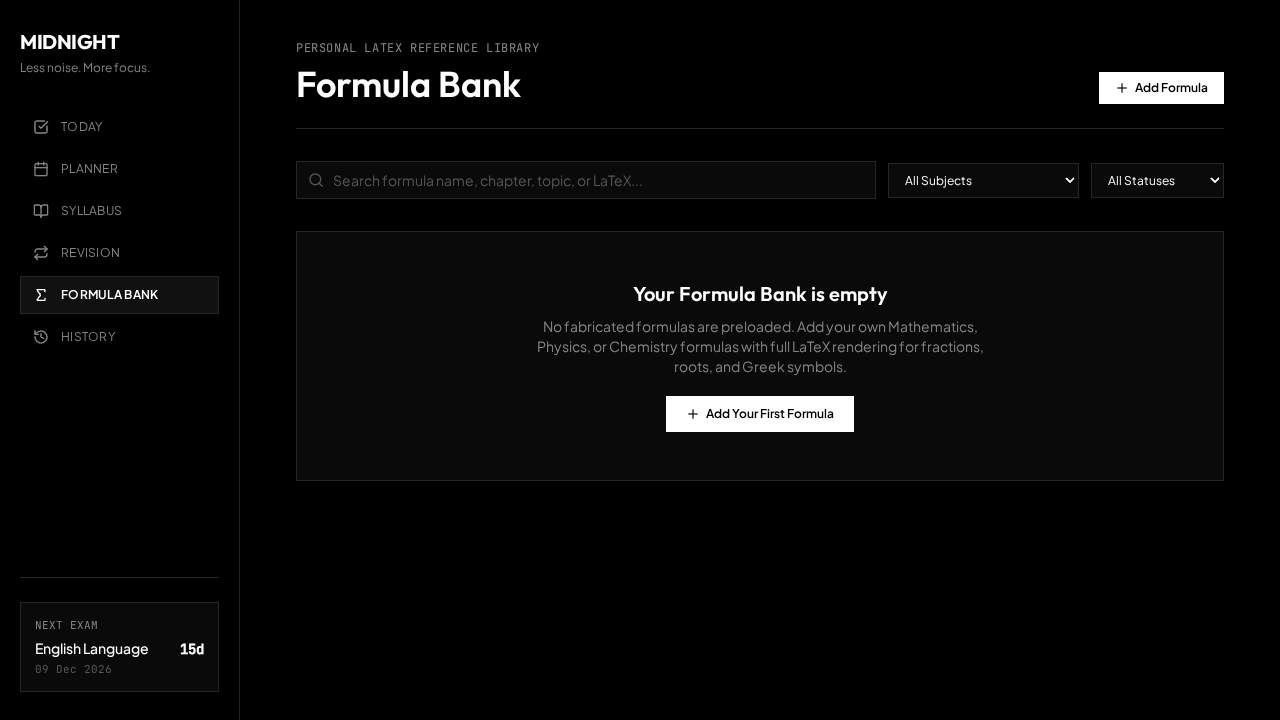 MIDNIGHT
Less noise. More focus.
TODAY
PLANNER
SYLLABUS
REVISION
FORMULA BANK
HISTORY
NEXT EXAM
English Language 15d
09 Dec 2026
PERSONAL LATEX REFERENCE LIBRARY
Formula Bank
Add Formula
Search formula name, chapter, topic, or LaTeX...
All Subjects
All Statuses
Your Formula Bank is empty
No fabricated formulas are preloaded. Add your own Mathematics,
Physics, or Chemistry formulas with full LaTeX rendering for fractions,
roots, and Greek symbols.
Add Your First Formula